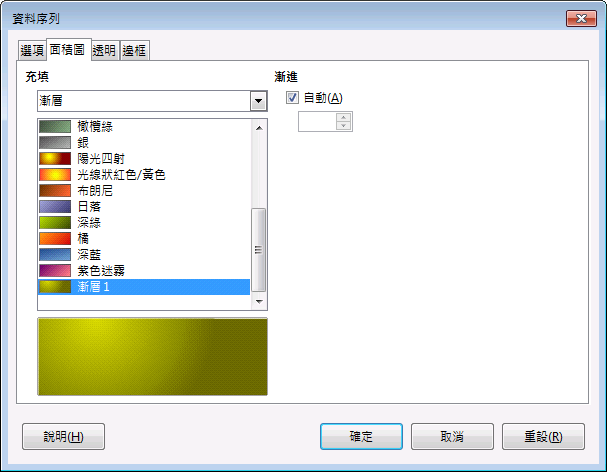 資料序列
選項 面積圖 透明 邊框
充填
漸進
漸層
自動(A)
橄欖綠
銀
陽光四射
光線狀紅色/黃色
布朗尼
日落
深綠
橘
深藍
紫色迷霧
漸層 1
說明(H) 確定 取消 重設(R)